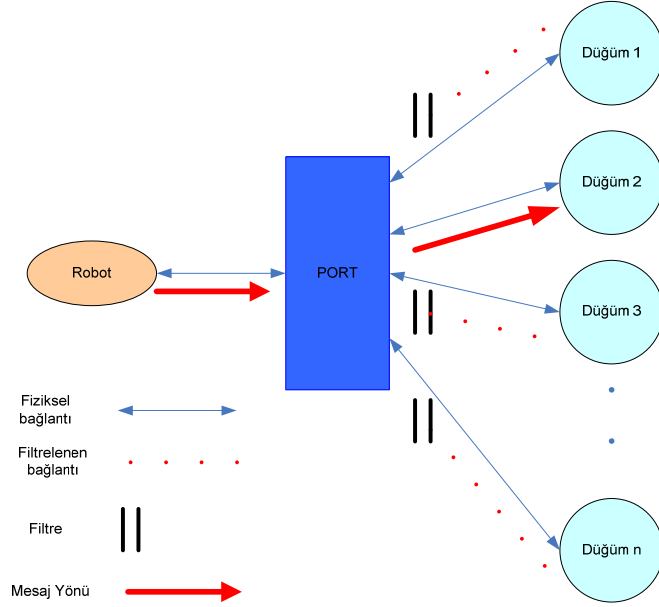 Düğüm 1
Düğüm 2
Robot
PORT
Düğüm 3
Fiziksel
bağlantı
Filtrelenen
bağlantı
Filtre
Düğüm n
Mesaj Yönü